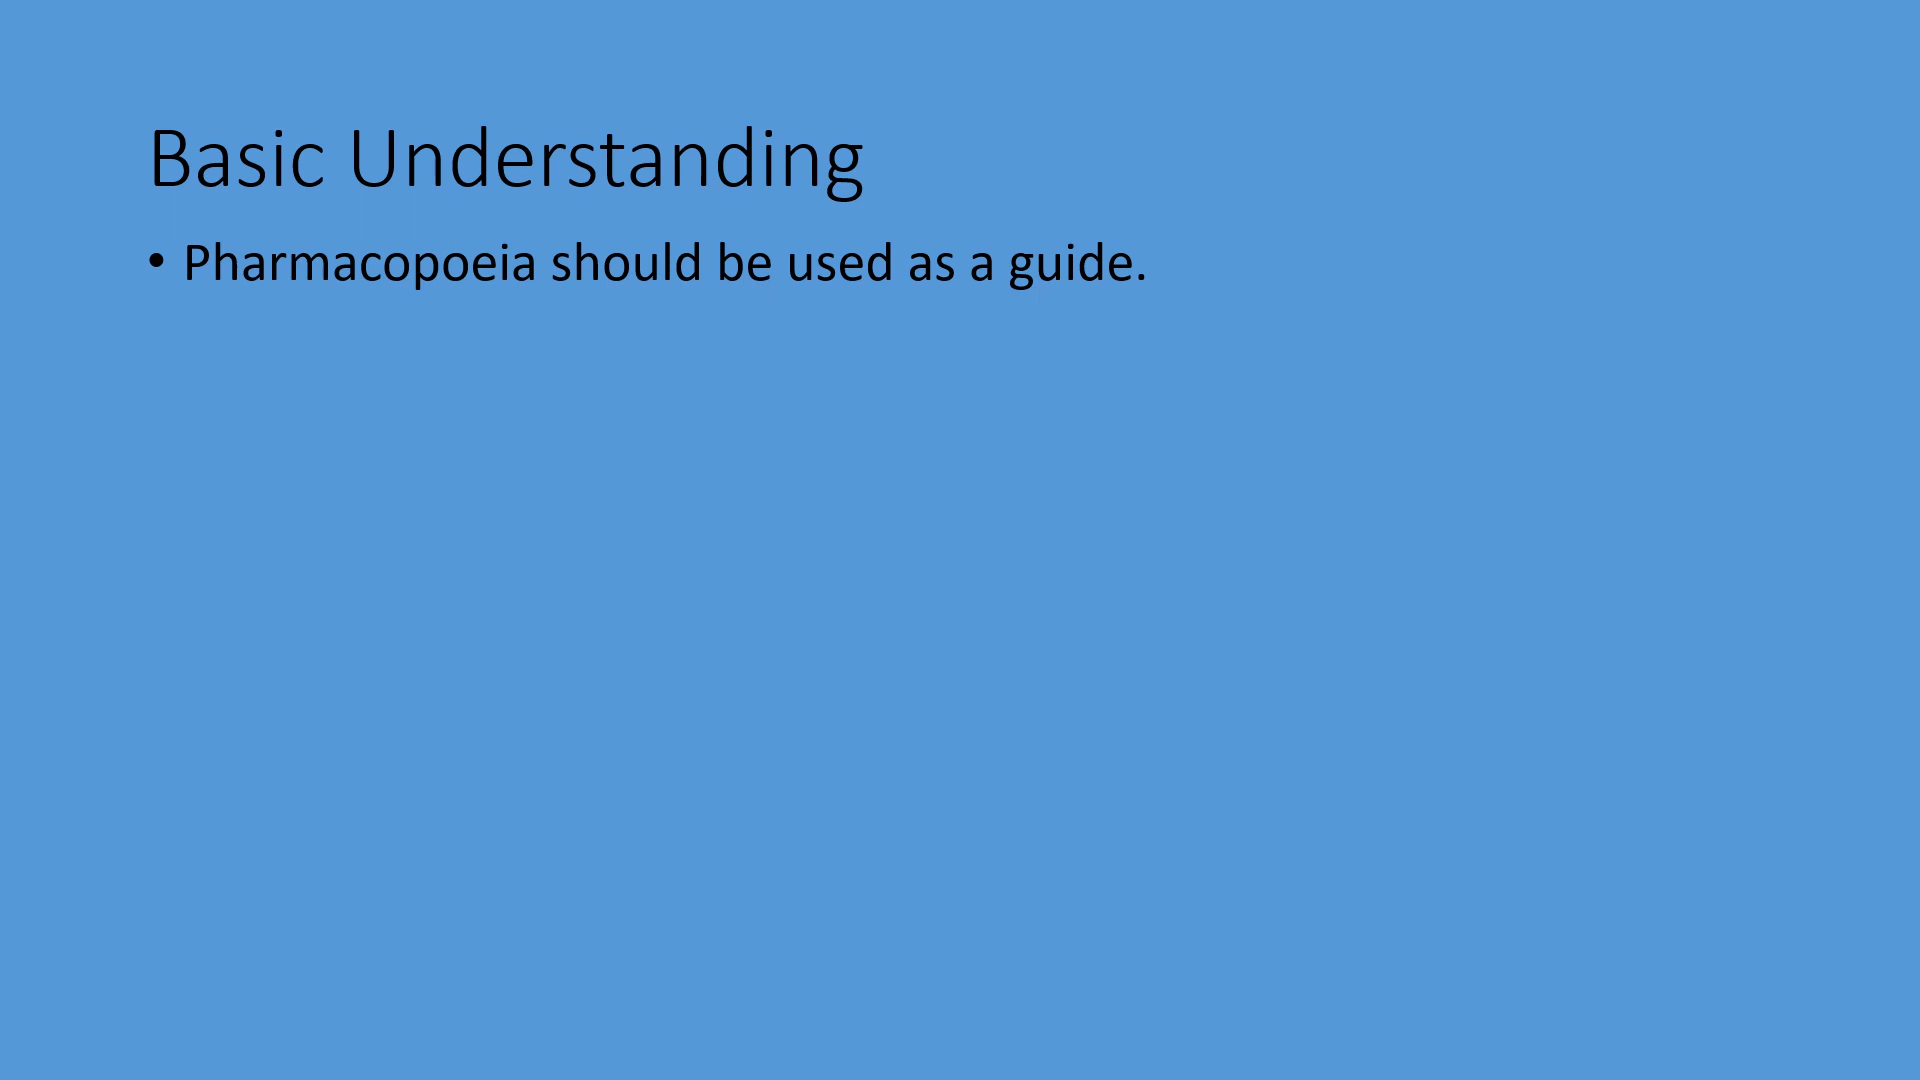 Basic Understanding
• Pharmacopoeia should be used as a guide.